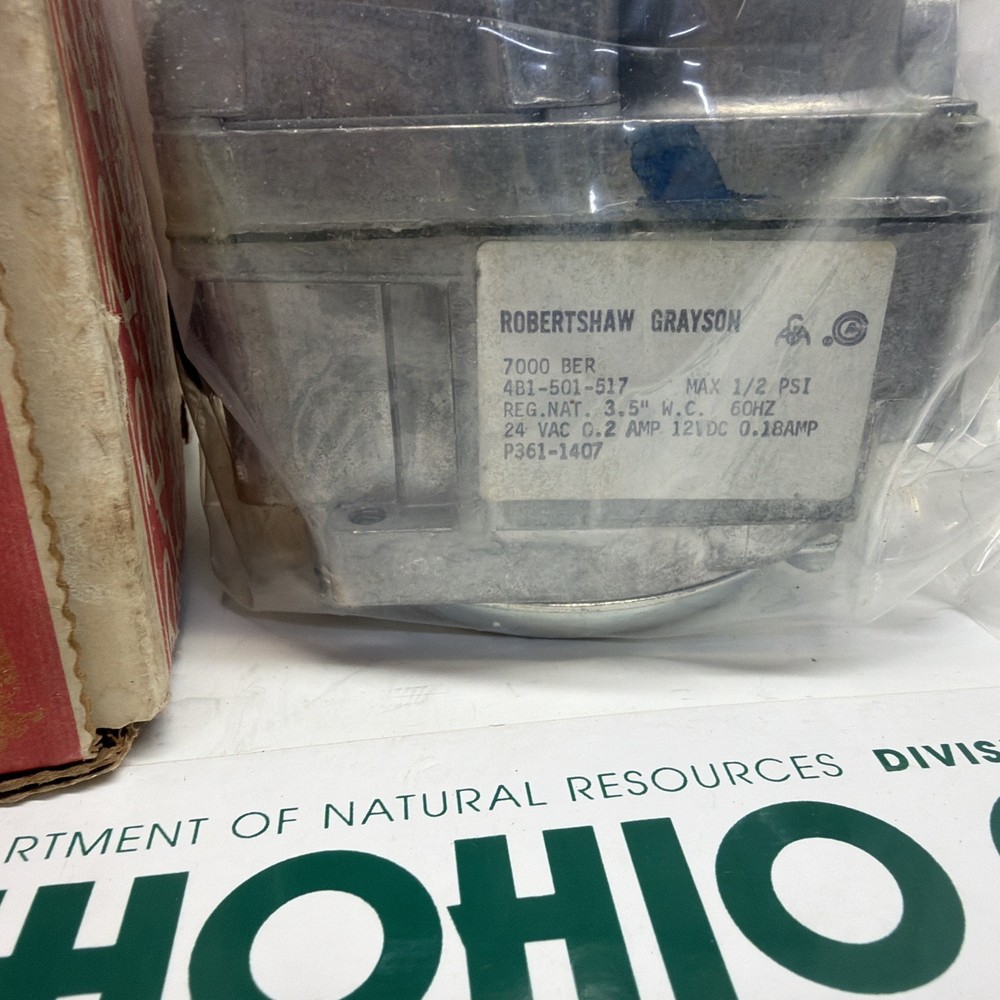 ROBERTSHAW GRAYSON
7000 BER
4B1-501-517 MAX 1/2 PSI
REG.NAT. 3.5" W.C. 60HZ
24 VAC 0.2 AMP 12VDC 0.18AMP
P361-1407
RTMENT OF NATURAL RESOURCES DIVIS
OHIO